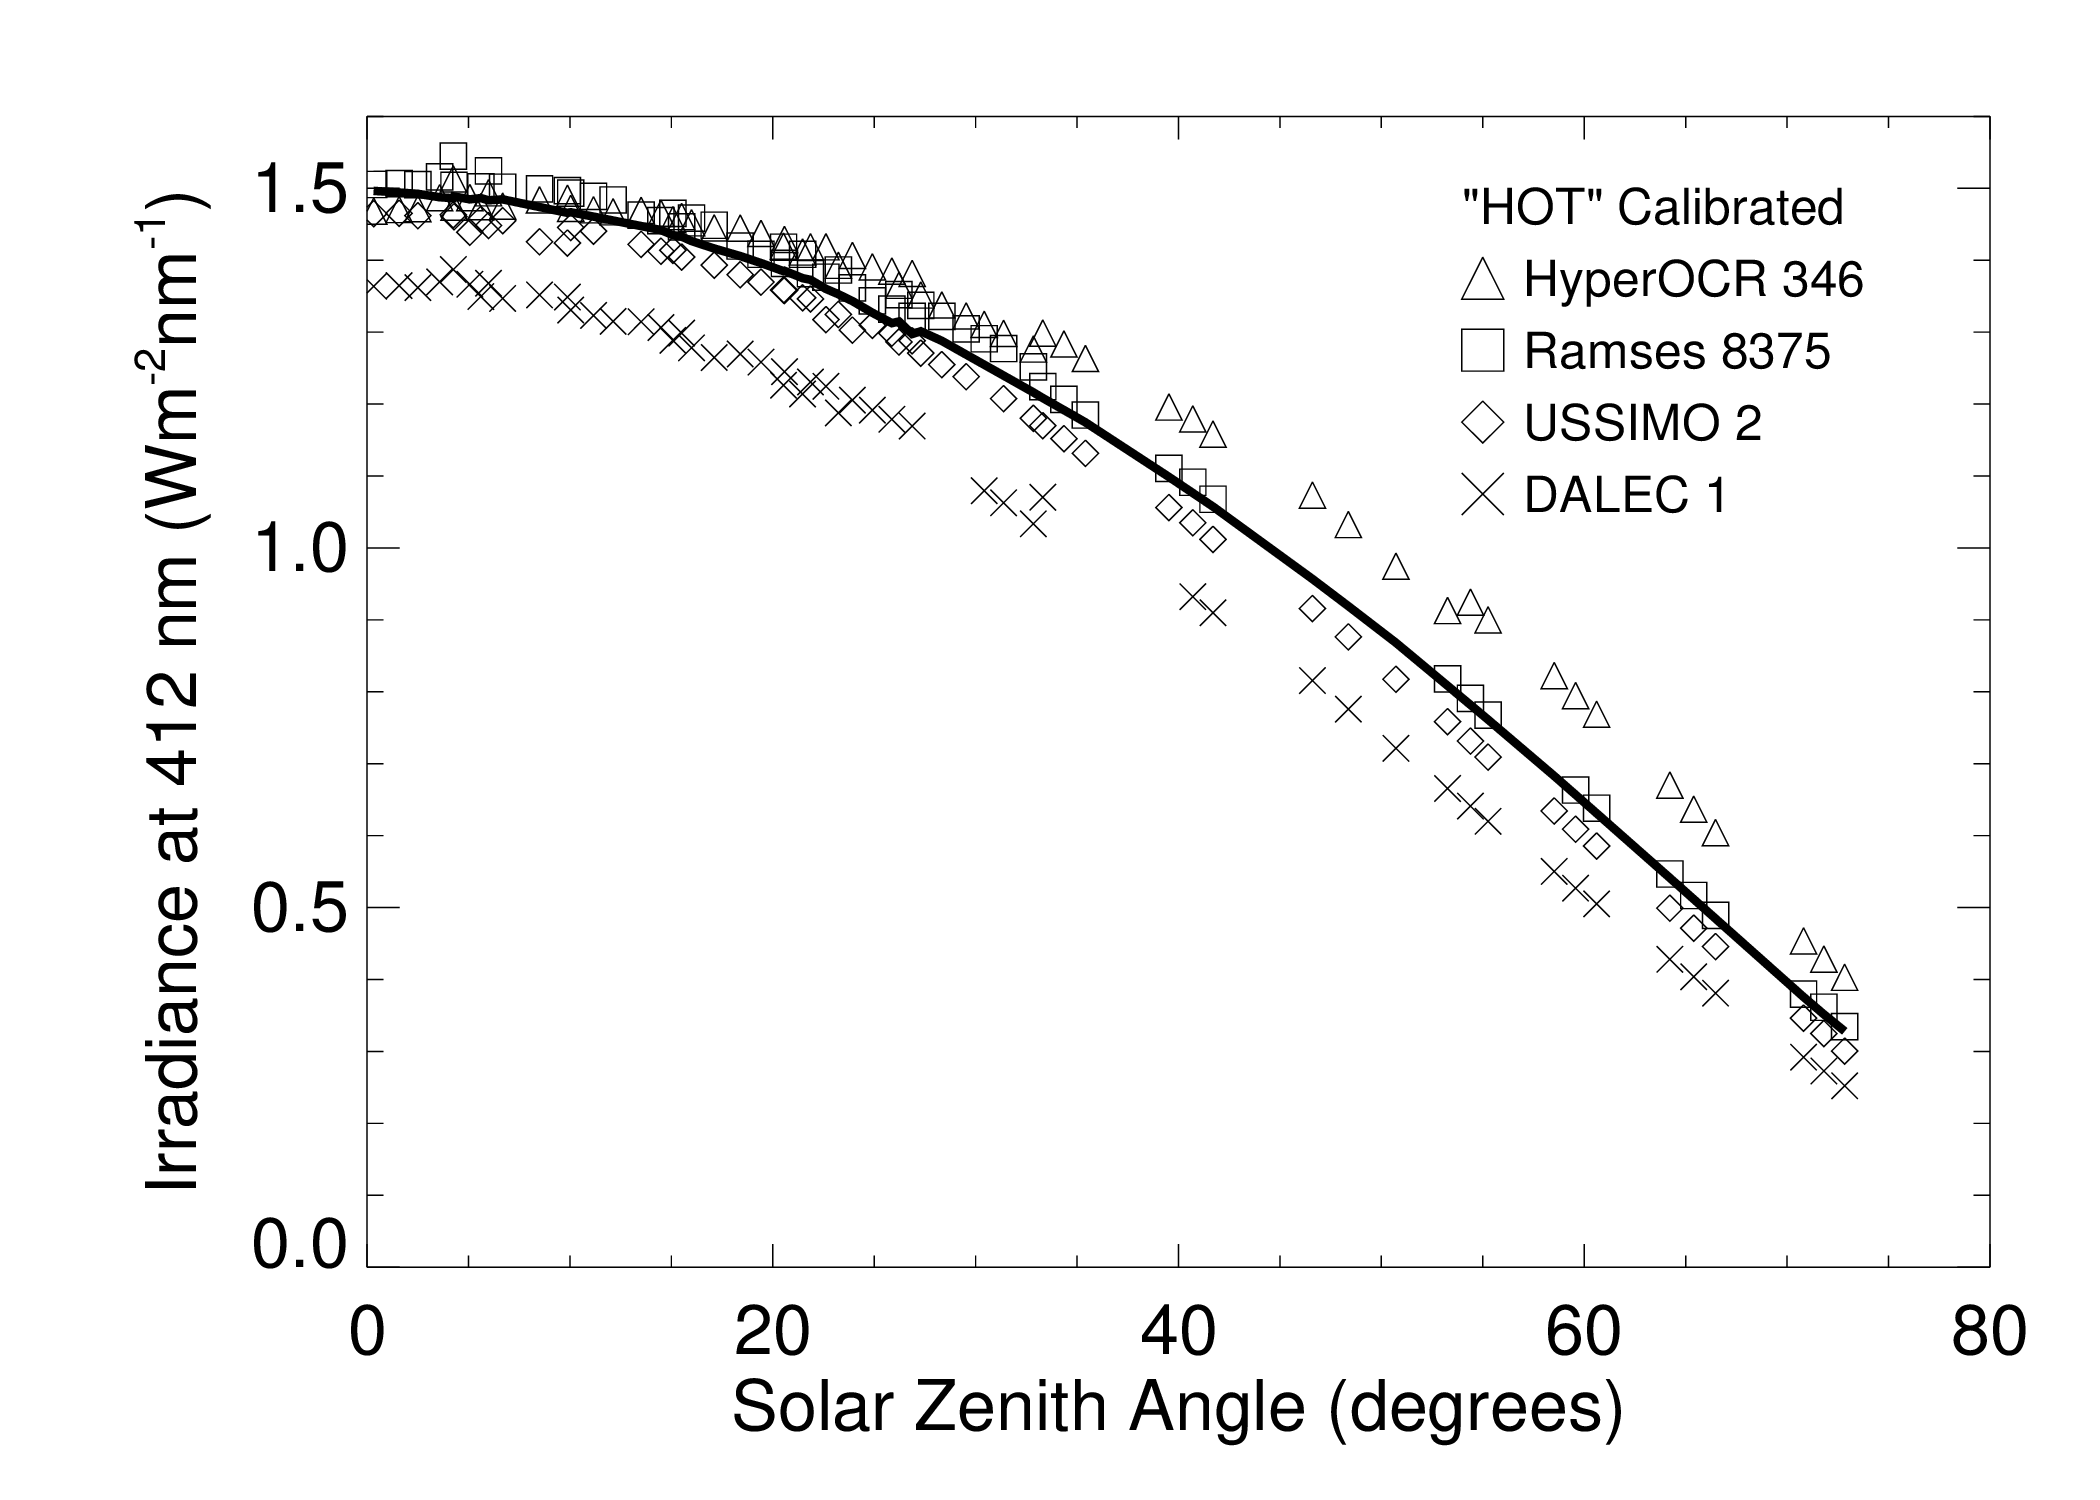 1.5
1.0
0.5
0.0
0
20
40
60
80
Irradiance at 412 nm (Wm⁻²nm⁻¹)
Solar Zenith Angle (degrees)
"HOT" Calibrated
HyperOCR 346
Ramses 8375
USSIMO 2
DALEC 1